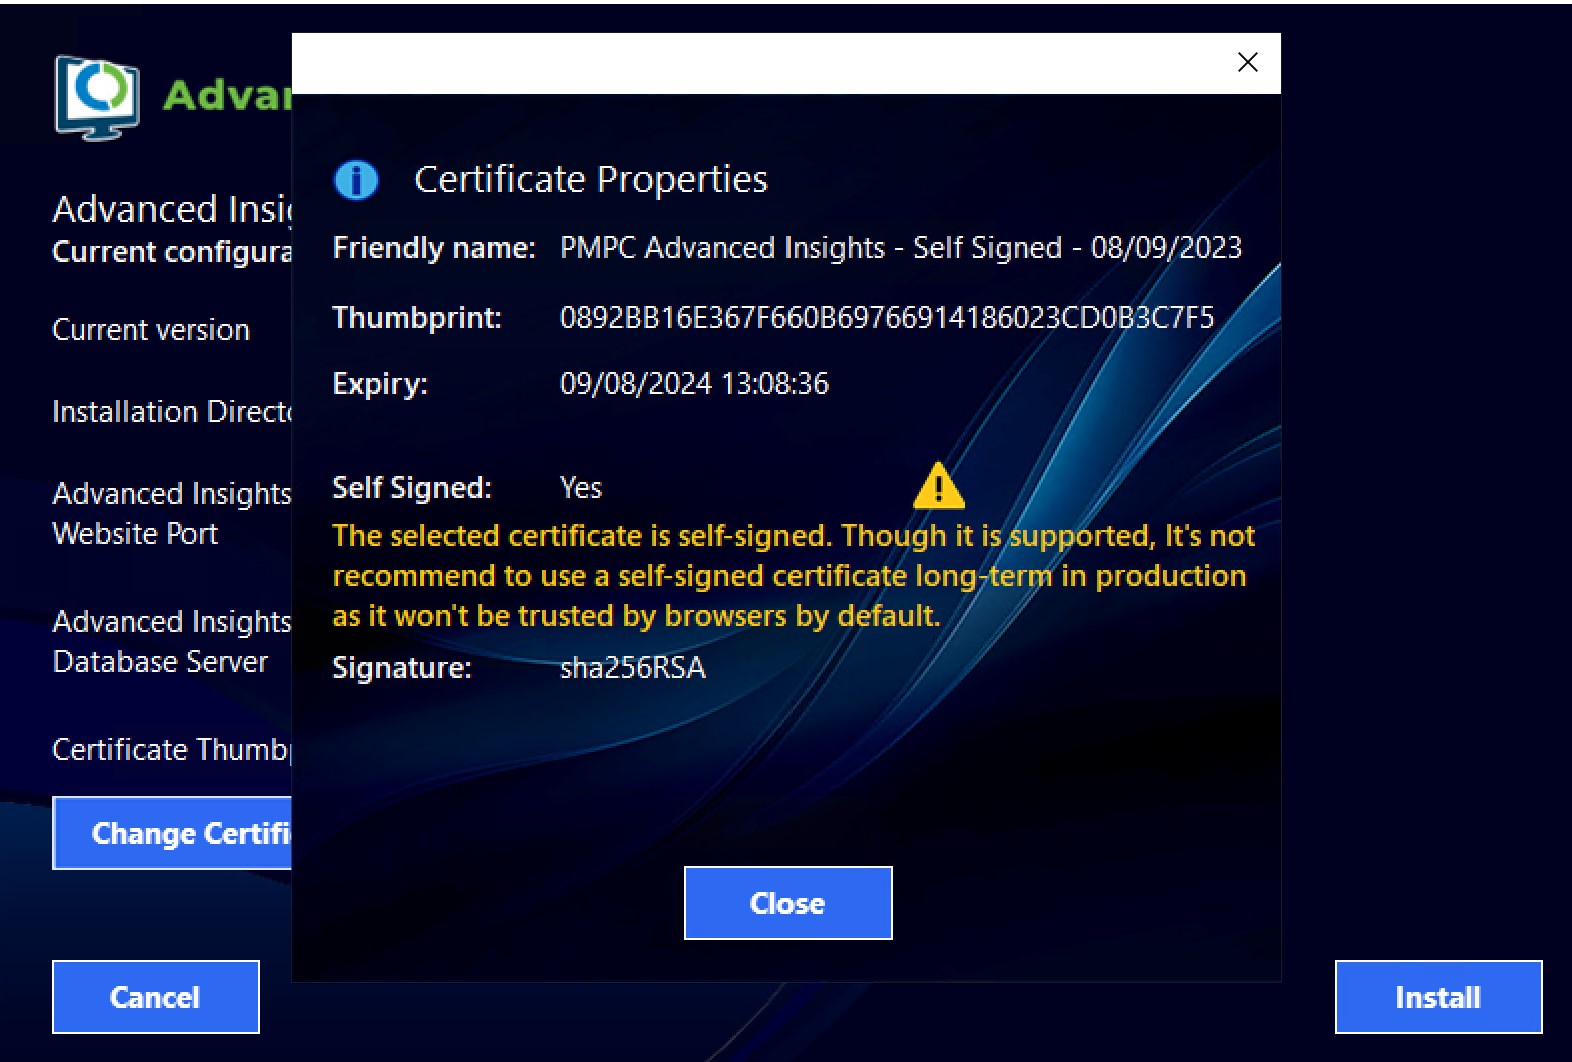 Advan
Advanced Insig
Current configura
Current version
Installation Directo
Advanced Insights
Website Port
Advanced Insights
Database Server
Certificate Thumbp
Change Certifi
Cancel
Certificate Properties
Friendly name: PMPC Advanced Insights - Self Signed - 08/09/2023
Thumbprint: 0892BB16E367F660B69766914186023CD0B3C7F5
Expiry: 09/08/2024 13:08:36
Self Signed: Yes
The selected certificate is self-signed. Though it is supported, It's not
recommend to use a self-signed certificate long-term in production
as it won't be trusted by browsers by default.
Signature: sha256RSA
Close
Install